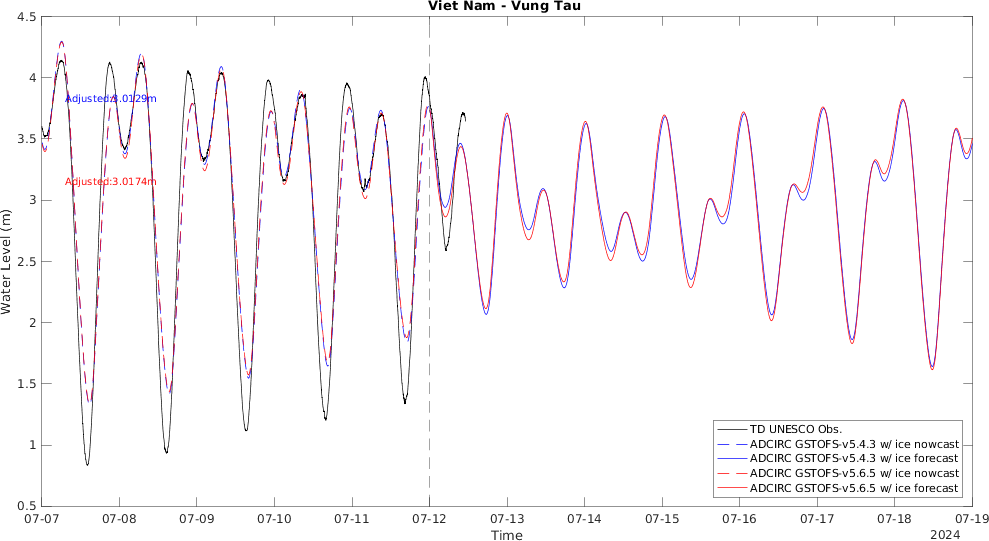 Viet Nam - Vung Tau
4.5
4
3.5
3
2.5
2
1.5
1
0.5
Water Level (m)
Adjusted:3.0129m
Adjusted:3.0174m
TD UNESCO Obs.
ADCIRC GSTOFS-v5.4.3 w/ ice nowcast
ADCIRC GSTOFS-v5.4.3 w/ ice forecast
ADCIRC GSTOFS-v5.6.5 w/ ice nowcast
ADCIRC GSTOFS-v5.6.5 w/ ice forecast
07-07 07-08 07-09 07-10 07-11 07-12 07-13 07-14 07-15 07-16 07-17 07-18 07-19
Time
2024